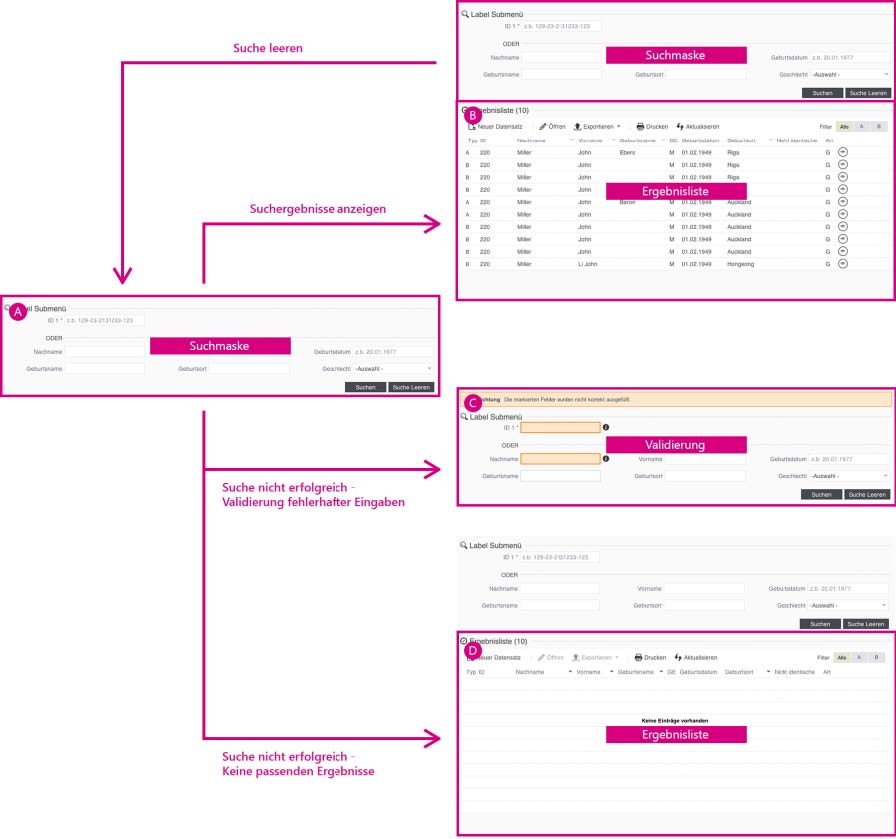 Label Submenü
ID 1 * z.b. 129-23-2131233-123
ODER
Nachname
Suchmaske
Geburtsdatum z.b. 20.01.1977
Geburtsname Geburtsort Geschlecht -Auswahl -
Suchen Suche Leeren
Suche leeren
B
Ergebnisliste (10)
Neuer Datensatz Öffnen Exportieren Drucken Aktualisieren Filter Alle A B
Typ ID Nachname Vorname Geburtsname GE Geburtsdatum Geburtsort Nicht Identische Art
A 220 Miller John Ebers M 01.02.1949 Riga G
B 220 Miller John M 01.02.1949 Riga G
B 220 Miller John M 01.02.1949 Riga G
B 220 Miller John G
Ergebnisliste
A 220 Miller John Baron M 01.02.1949 Auckland G
A 220 Miller John M 01.02.1949 Auckland G
B 220 Miller John M 01.02.1949 Auckland G
B 220 Miller John M 01.02.1949 Auckland G
B 220 Miller John M 01.02.1949 Auckland G
B 220 Miller Li John M 01.02.1949 Hongkong G
Suchergebnisse anzeigen
A
el Submenü
ID 1 * z.b. 129-23-2131233-123
ODER
Nachname
Suchmaske
Geburtsdatum z.b. 20.01.1977
Geburtsname Geburtsort Geschlecht -Auswahl -
Suchen Suche Leeren
C
chtung Die markierten Felder wurden nicht korrekt ausgefüllt.
Label Submenü
ID 1 *
ODER
Validierung
Nachname Vorname Geburtsdatum z.b. 20.01.1977
Geburtsname Geburtsort Geschlecht -Auswahl -
Suchen Suche Leeren
Suche nicht erfolgreich -
Validierung fehlerhafter Eingaben
Label Submenü
ID 1 * z.b. 129-23-2131233-123
ODER
Nachname Vorname Geburtsdatum z.b. 20.01.1977
Geburtsname Geburtsort Geschlecht -Auswahl -
Suchen Suche Leeren
D
Ergebnisliste (10)
Neuer Datensatz Öffnen Exportieren Drucken Aktualisieren Filter Alle A B
Typ ID Nachname Vorname Geburtsname GE Geburtsdatum Geburtsort Nicht Identische Art
Keine Einträge vorhanden
Ergebnisliste
Suche nicht erfolgreich -
Keine passenden Ergebnisse